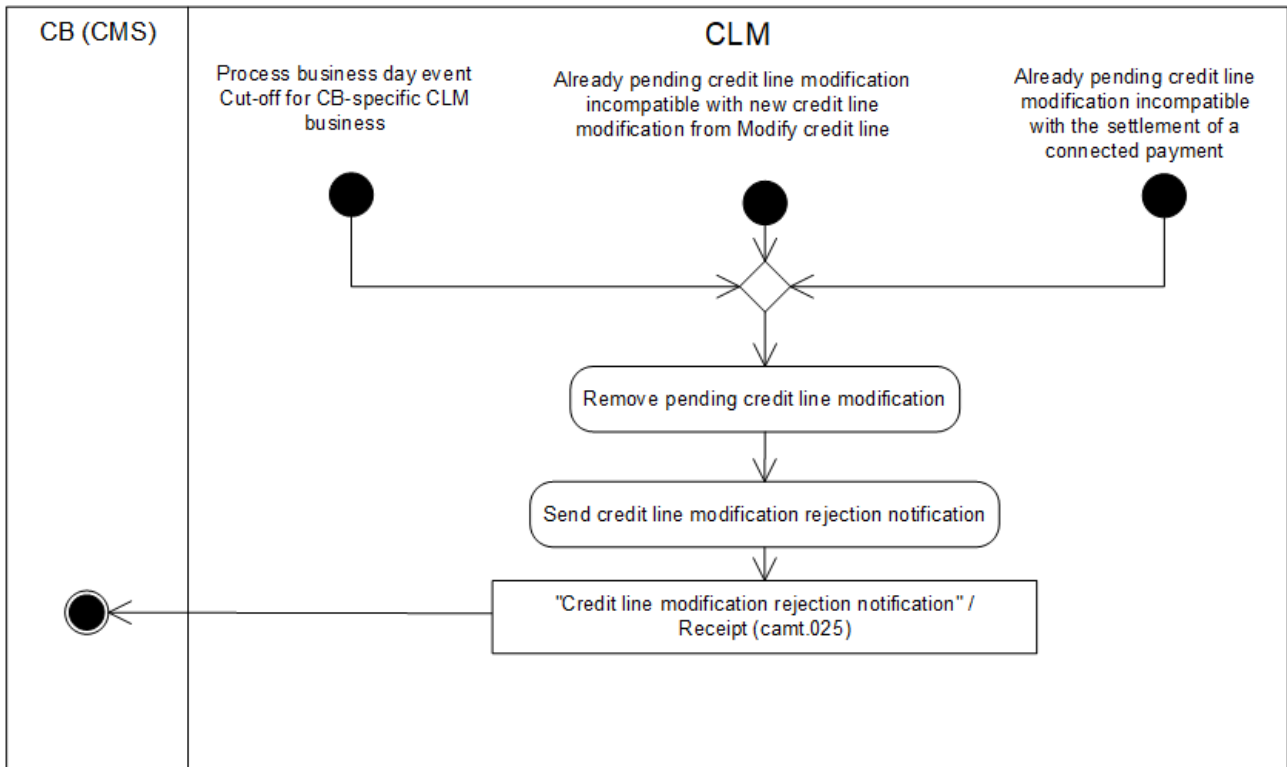 CB (CMS)
CLM
Process business day event
Cut-off for CB-specific CLM
business
Already pending credit line modification
incompatible with new credit line
modification from Modify credit line
Already pending credit line
modification incompatible
with the settlement of a
connected payment
Remove pending credit line modification
Send credit line modification rejection notification
"Credit line modification rejection notification" /
Receipt (camt.025)